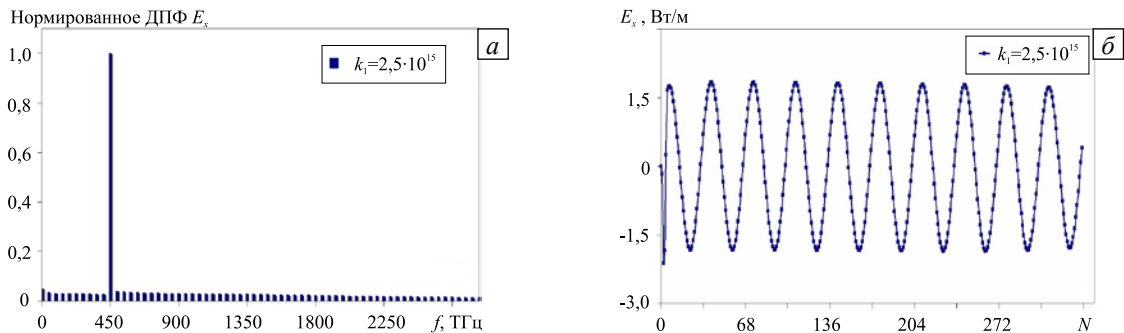 Нормированное ДПФ Eₓ
а
k₁=2,5·10¹⁵
1,0
0,8
0,6
0,4
0,2
0
0 450 900 1350 1800 2250 f, ТГц
Eₓ , Вт/м
б
k₁=2,5·10¹⁵
1,5
0
-1,5
-3,0
0 68 136 204 272 N